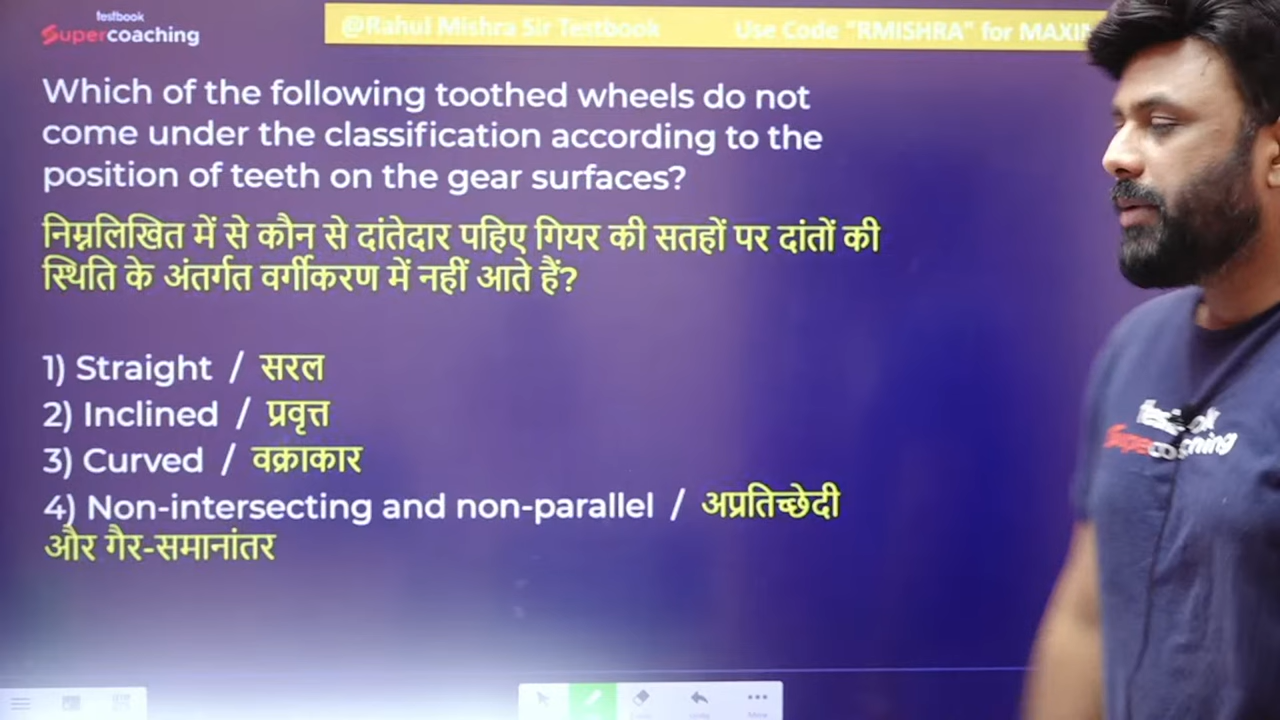 testbook
Supercoaching
@Rahul Mishra Sir Testbook
Use Code "RMISHRA" for
Which of the following toothed wheels do not
come under the classification according to the
position of teeth on the gear surfaces?
निम्नलिखित में से कौन से दांतेदार पहिए गियर की सतहों पर दांतों की
स्थिति के अंतर्गत वर्गीकरण में नहीं आते हैं?
1) Straight / सरल
2) Inclined / प्रवृत्त
3) Curved / वक्राकार
4) Non-intersecting and non-parallel / अप्रतिच्छेदी
और गैर-समानांतर